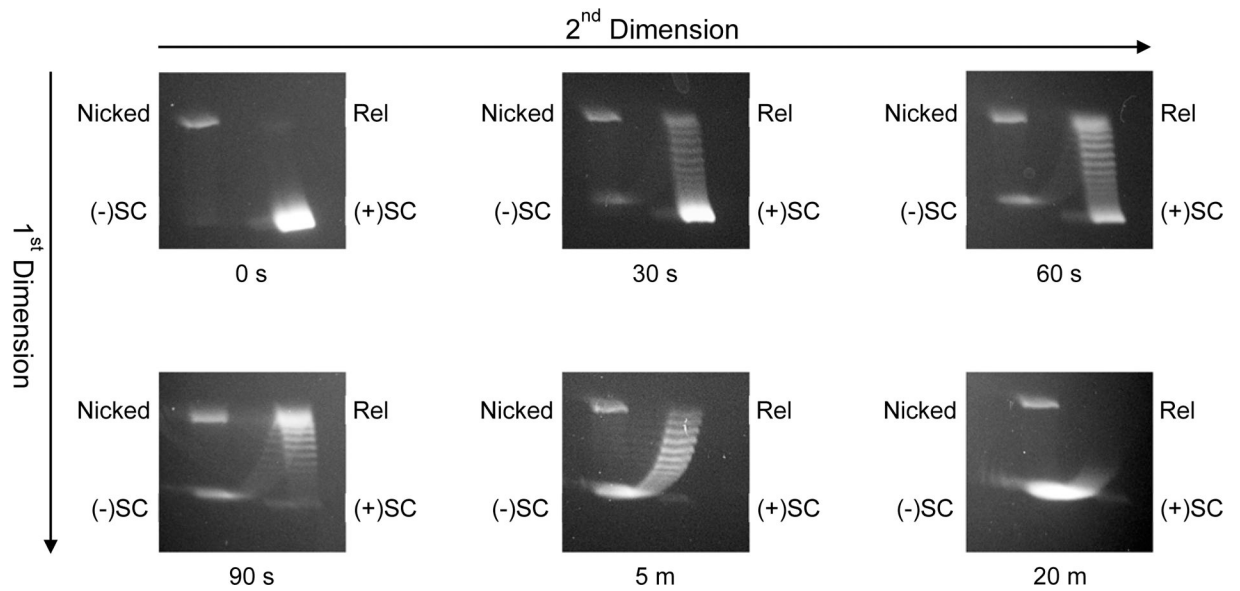 2nd Dimension
1st Dimension
Nicked Rel
(-)SC (+)SC
0 s
Nicked Rel
(-)SC (+)SC
30 s
Nicked Rel
(-)SC (+)SC
60 s
Nicked Rel
(-)SC (+)SC
90 s
Nicked Rel
(-)SC (+)SC
5 m
Nicked Rel
(-)SC (+)SC
20 m